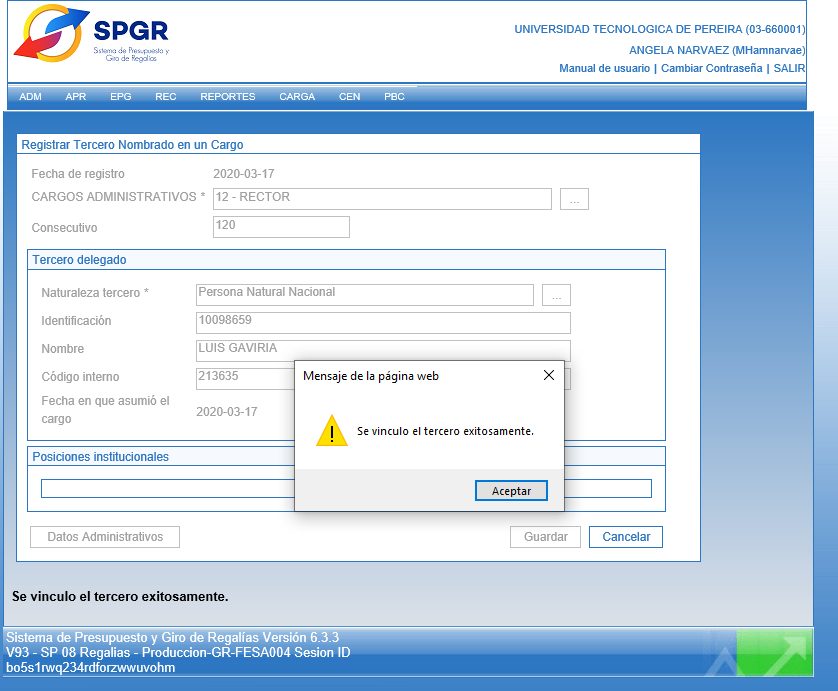 SPGR
Sistema de Presupuesto y
Giro de Regalías
UNIVERSIDAD TECNOLOGICA DE PEREIRA (03-660001)
ANGELA NARVAEZ (MHamnarvae)
Manual de usuario | Cambiar Contraseña | SALIR
ADM APR EPG REC REPORTES CARGA CEN PBC
Registrar Tercero Nombrado en un Cargo
Fecha de registro 2020-03-17
CARGOS ADMINISTRATIVOS * 12 - RECTOR ...
Consecutivo 120
Tercero delegado
Naturaleza tercero * Persona Natural Nacional ...
Identificación 10098659
Nombre LUIS GAVIRIA
Código interno 213635
Fecha en que asumió el
cargo
2020-03-17
Mensaje de la página web
Se vinculo el tercero exitosamente.
Aceptar
Posiciones institucionales
Datos Administrativos Guardar Cancelar
Se vinculo el tercero exitosamente.
Sistema de Presupuesto y Giro de Regalías Versión 6.3.3
V93 - SP 08 Regalias - Produccion-GR-FESA004 Sesion ID
bo5s1rwq234rdforzwwuvohm